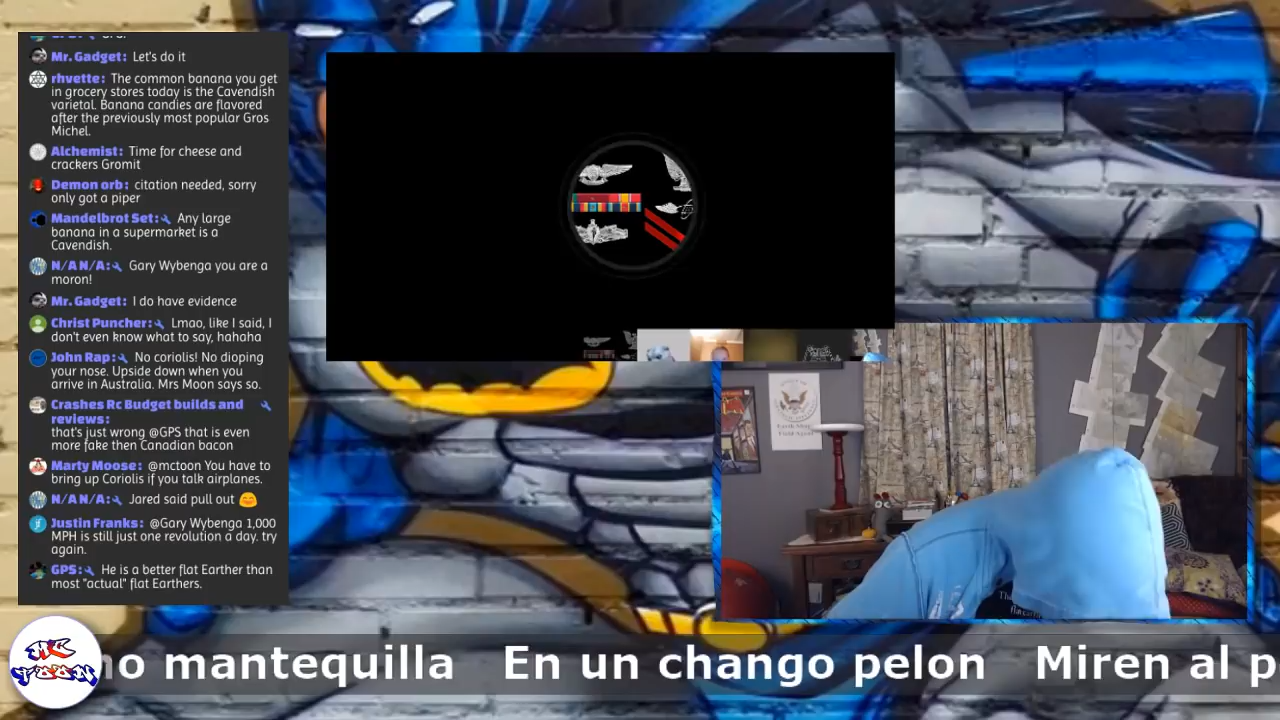 Mr. Gadget: Let's do it
rhvette: The common banana you get
in grocery stores today is the Cavendish
varietal. Banana candies are flavored
after the previously most popular Gros
Michel.
Alchemist: Time for cheese and
crackers Gromit
Demon orb: citation needed, sorry
only got a piper
Mandelbrot Set: Any large
banana in a supermarket is a
Cavendish.
N/A N/A: Gary Wybenga you are a
moron!
Mr. Gadget: I do have evidence
Christ Puncher: Lmao, like I said, I
don't even know what to say, hahaha
John Rap: No coriolis! No dioping
your nose. Upside down when you
arrive in Australia. Mrs Moon says so.
Crashes Rc Budget builds and
reviews:
that's just wrong @GPS that is even
more fake then Canadian bacon
Marty Moose: @mctoon You have to
bring up Coriolis if you talk airplanes.
N/A N/A: Jared said pull out 😊
Justin Franks: @Gary Wybenga 1,000
MPH is still just one revolution a day. try
again.
GPS: He is a better flat Earther than
most "actual" flat Earthers.
MC
TOON
no mantequilla En un chango pelon Miren al p